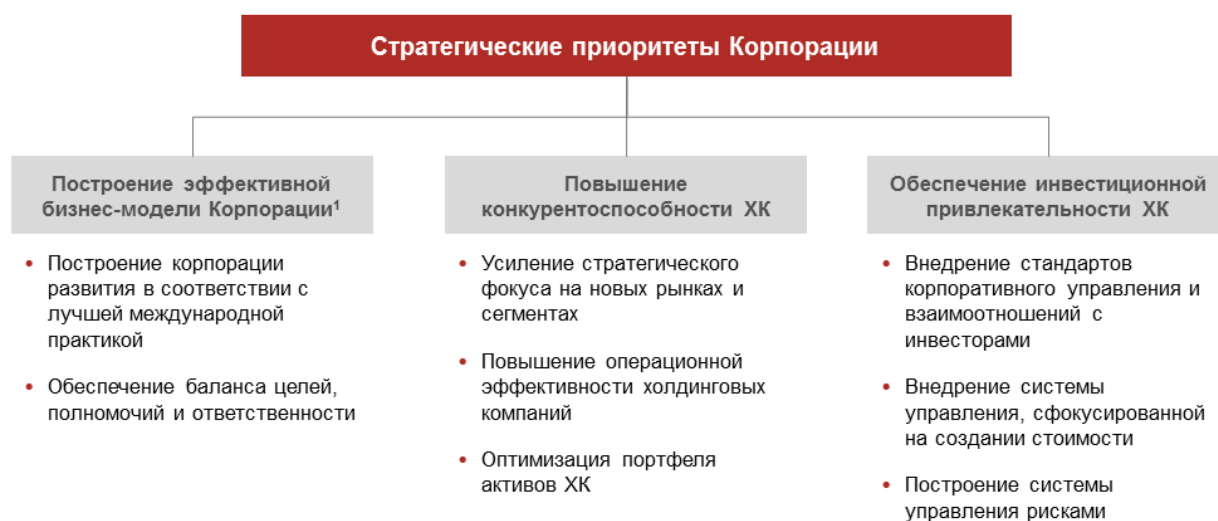 Стратегические приоритеты Корпорации
Построение эффективной
бизнес-модели Корпорации¹
• Построение корпорации
развития в соответствии с
лучшей международной
практикой
• Обеспечение баланса целей,
полномочий и ответственности
Повышение
конкурентоспособности ХК
• Усиление стратегического
фокуса на новых рынках и
сегментах
• Повышение операционной
эффективности холдинговых
компаний
• Оптимизация портфеля
активов ХК
Обеспечение инвестиционной
привлекательности ХК
• Внедрение стандартов
корпоративного управления и
взаимоотношений с
инвесторами
• Внедрение системы
управления, сфокусированной
на создании стоимости
• Построение системы
управления рисками